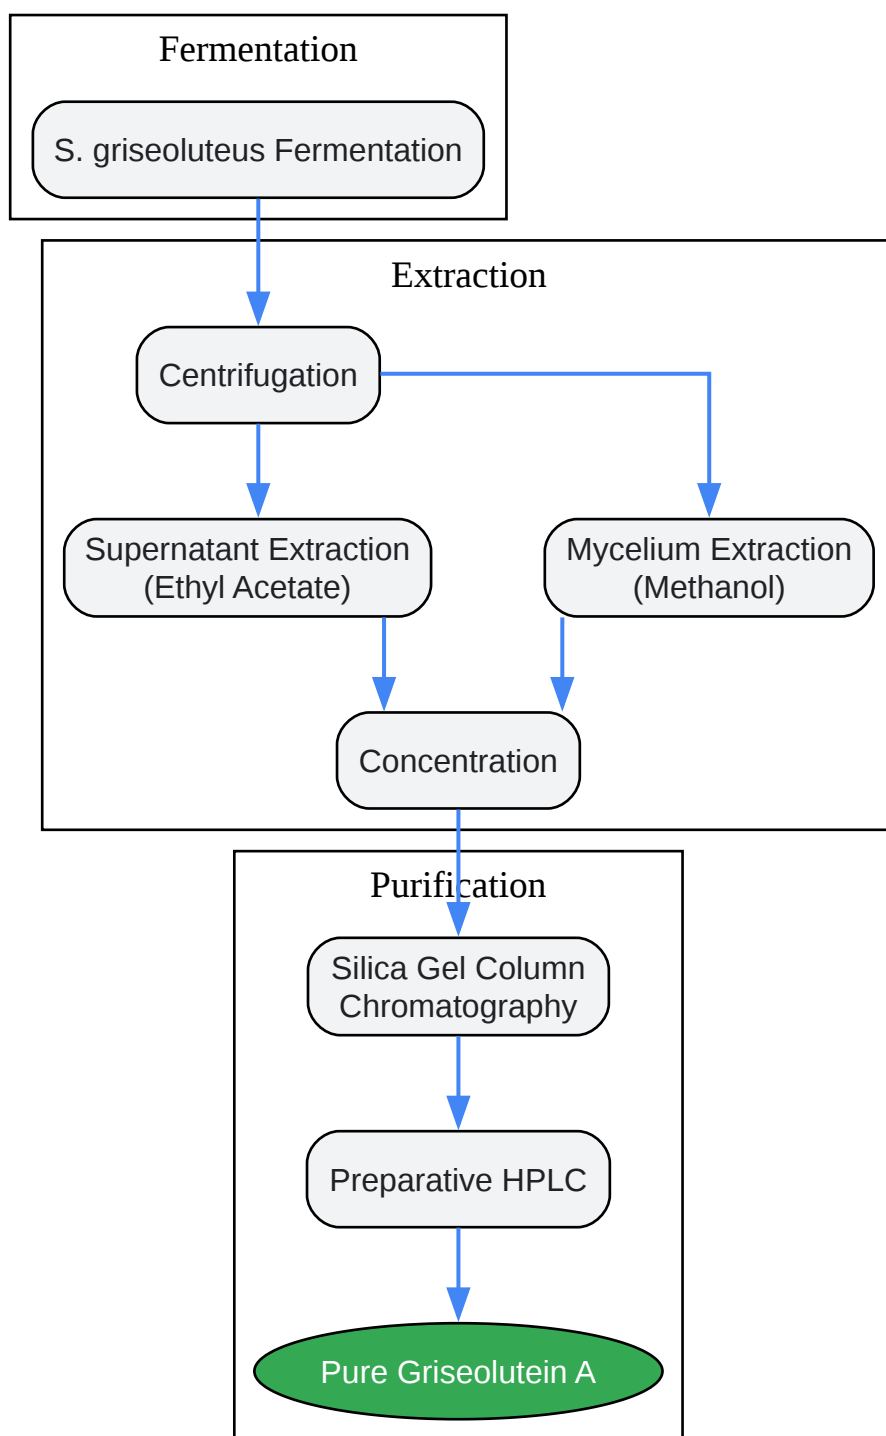 Fermentation
S. griseoluteus Fermentation
Extraction
Centrifugation
Supernatant Extraction
(Ethyl Acetate)
Mycelium Extraction
(Methanol)
Concentration
Purification
Silica Gel Column
Chromatography
Preparative HPLC
Pure Griseolutein A